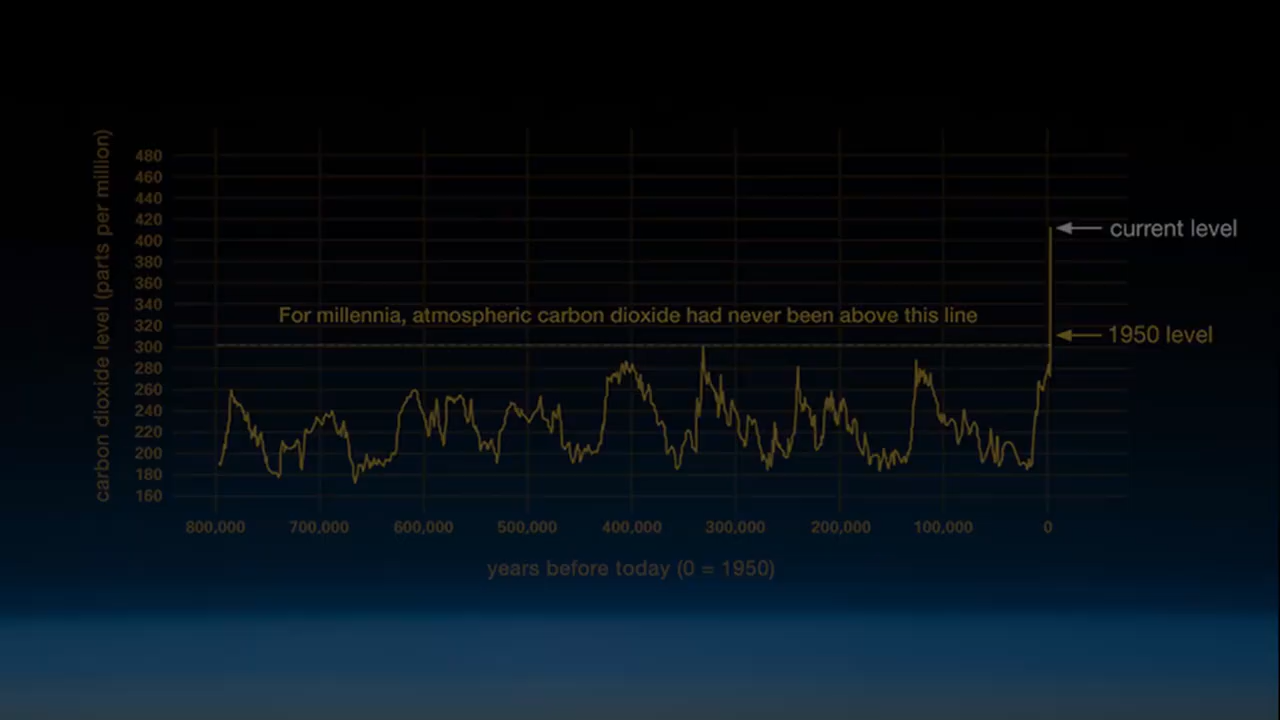 carbon dioxide level (parts per million)
480
460
440
420
400
380
360
340
320
300
280
260
240
220
200
180
160
For millennia, atmospheric carbon dioxide had never been above this line
current level
1950 level
800,000 700,000 600,000 500,000 400,000 300,000 200,000 100,000 0
years before today (0 = 1950)